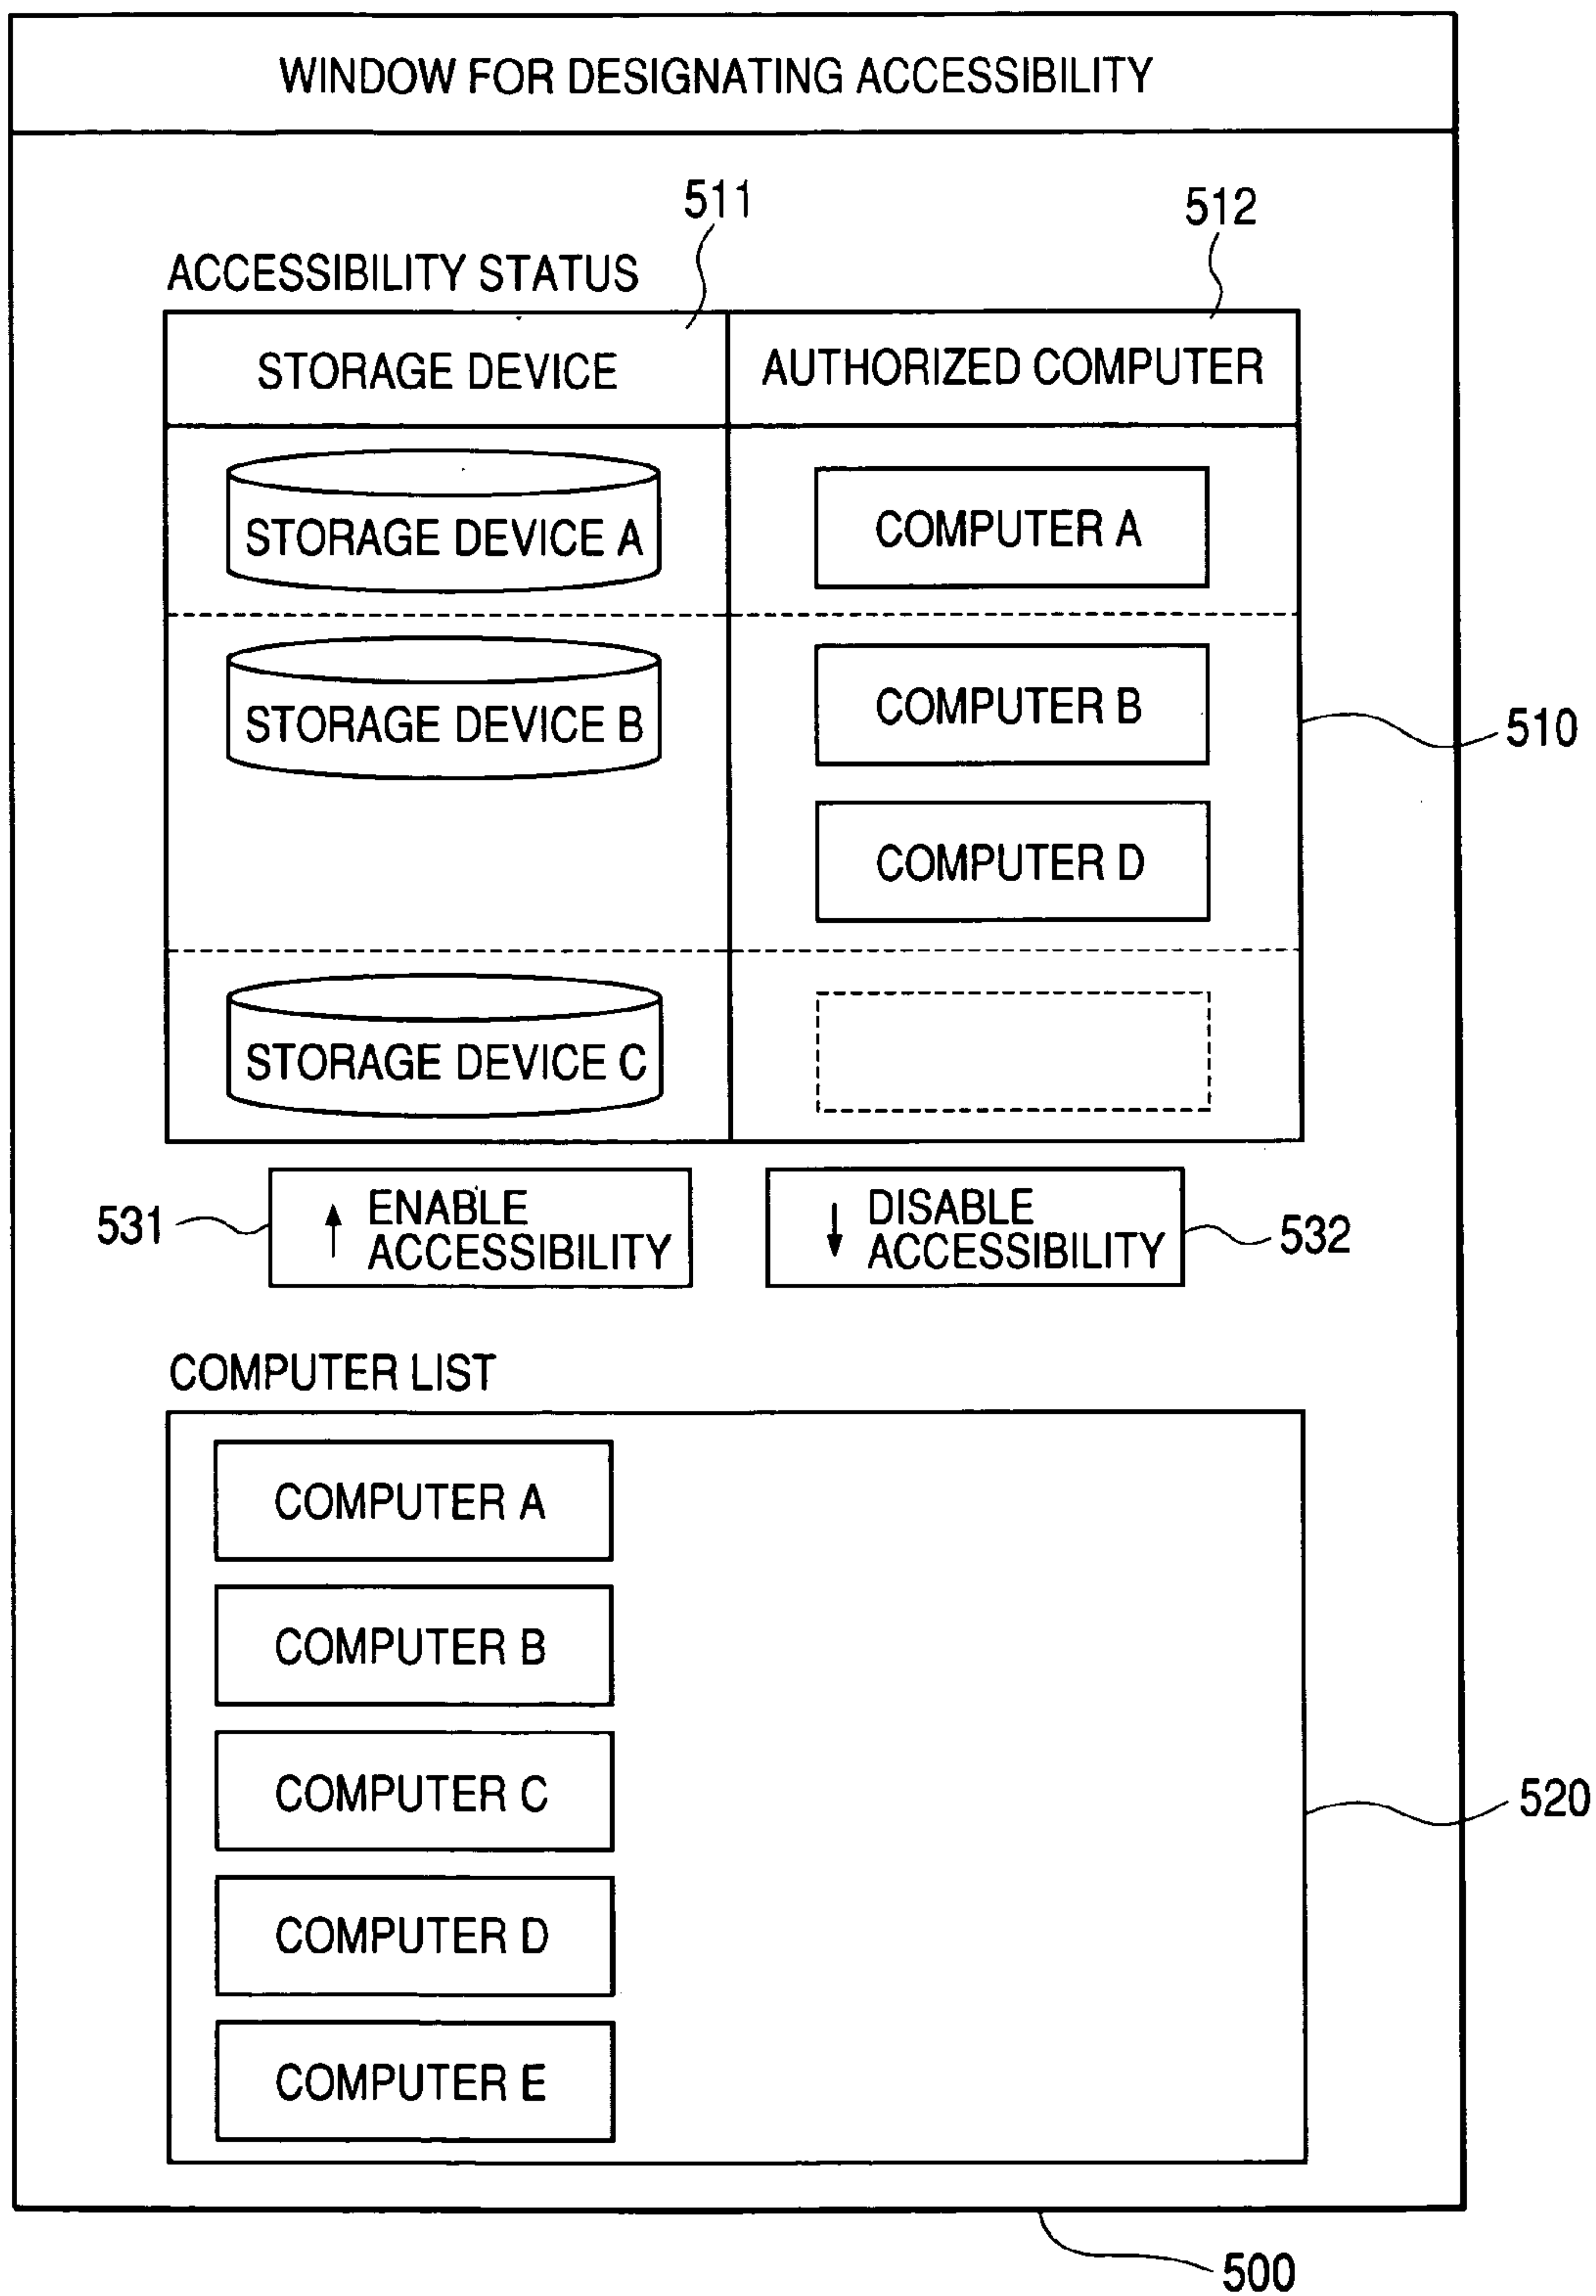 WINDOW FOR DESIGNATING ACCESSIBILITY
511
512
ACCESSIBILITY STATUS
STORAGE DEVICE
AUTHORIZED COMPUTER
STORAGE DEVICE A
COMPUTER A
STORAGE DEVICE B
COMPUTER B
510
COMPUTER D
STORAGE DEVICE C
531
↑ ENABLE
ACCESSIBILITY
↓ DISABLE
ACCESSIBILITY
532
COMPUTER LIST
COMPUTER A
COMPUTER B
COMPUTER C
520
COMPUTER D
COMPUTER E
500